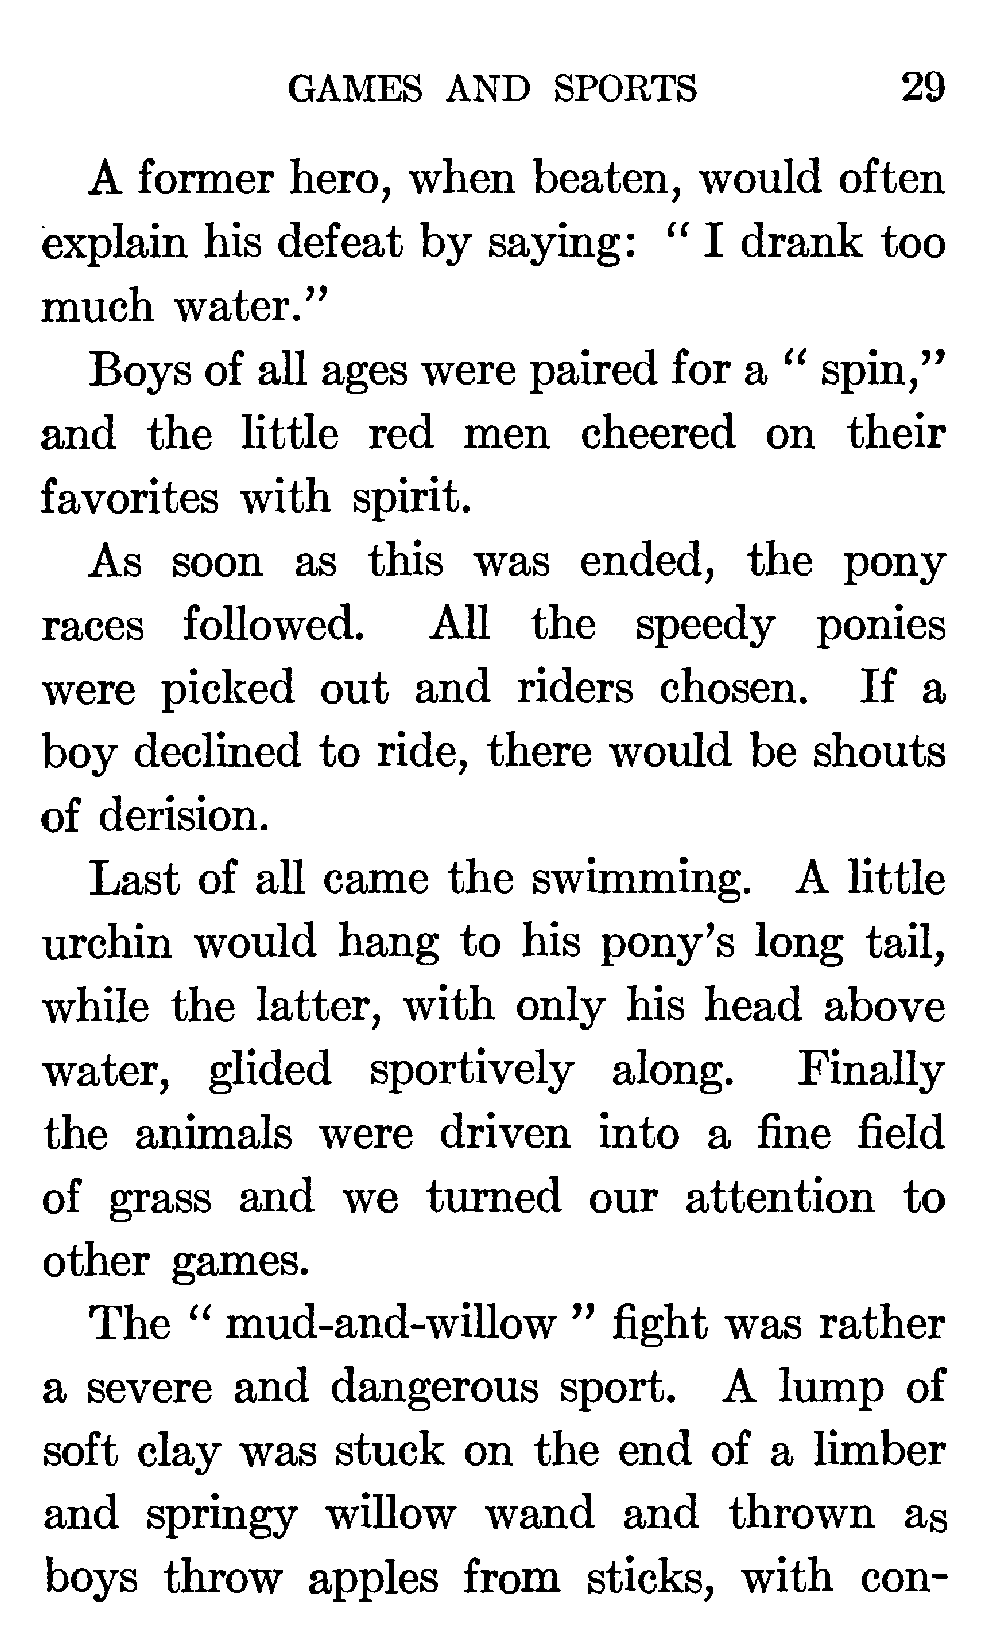 GAMES AND SPORTS 29
A former hero, when beaten, would often
explain his defeat by saying: “ I drank too
much water.”
Boys of all ages were paired for a “ spin,”
and the little red men cheered on their
favorites with spirit.
As soon as this was ended, the pony
races followed. All the speedy ponies
were picked out and riders chosen. If a
boy declined to ride, there would be shouts
of derision.
Last of all came the swimming. A little
urchin would hang to his pony’s long tail,
while the latter, with only his head above
water, glided sportively along. Finally
the animals were driven into a fine field
of grass and we turned our attention to
other games.
The “ mud-and-willow ” fight was rather
a severe and dangerous sport. A lump of
soft clay was stuck on the end of a limber
and springy willow wand and thrown as
boys throw apples from sticks, with con-